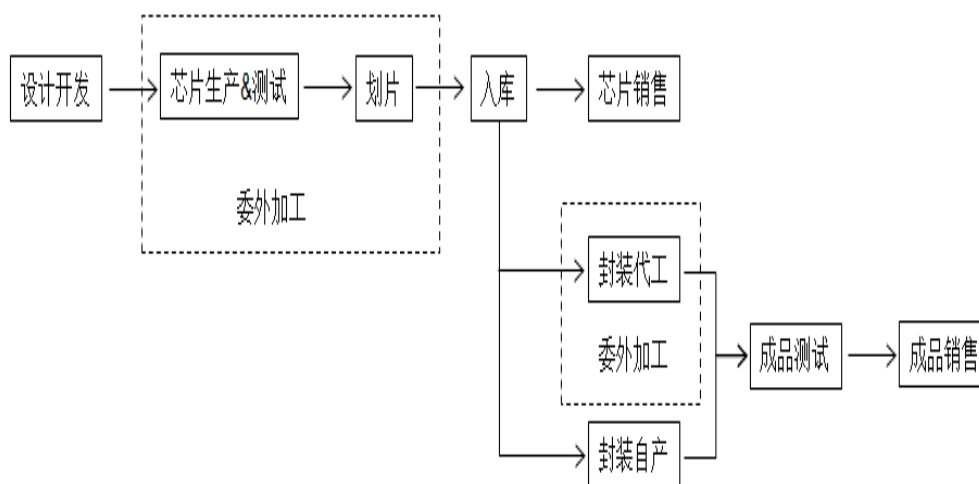 设计开发
芯片生产&测试
划片
入库
芯片销售
委外加工
封装代工
委外加工
成品测试
成品销售
封装自产